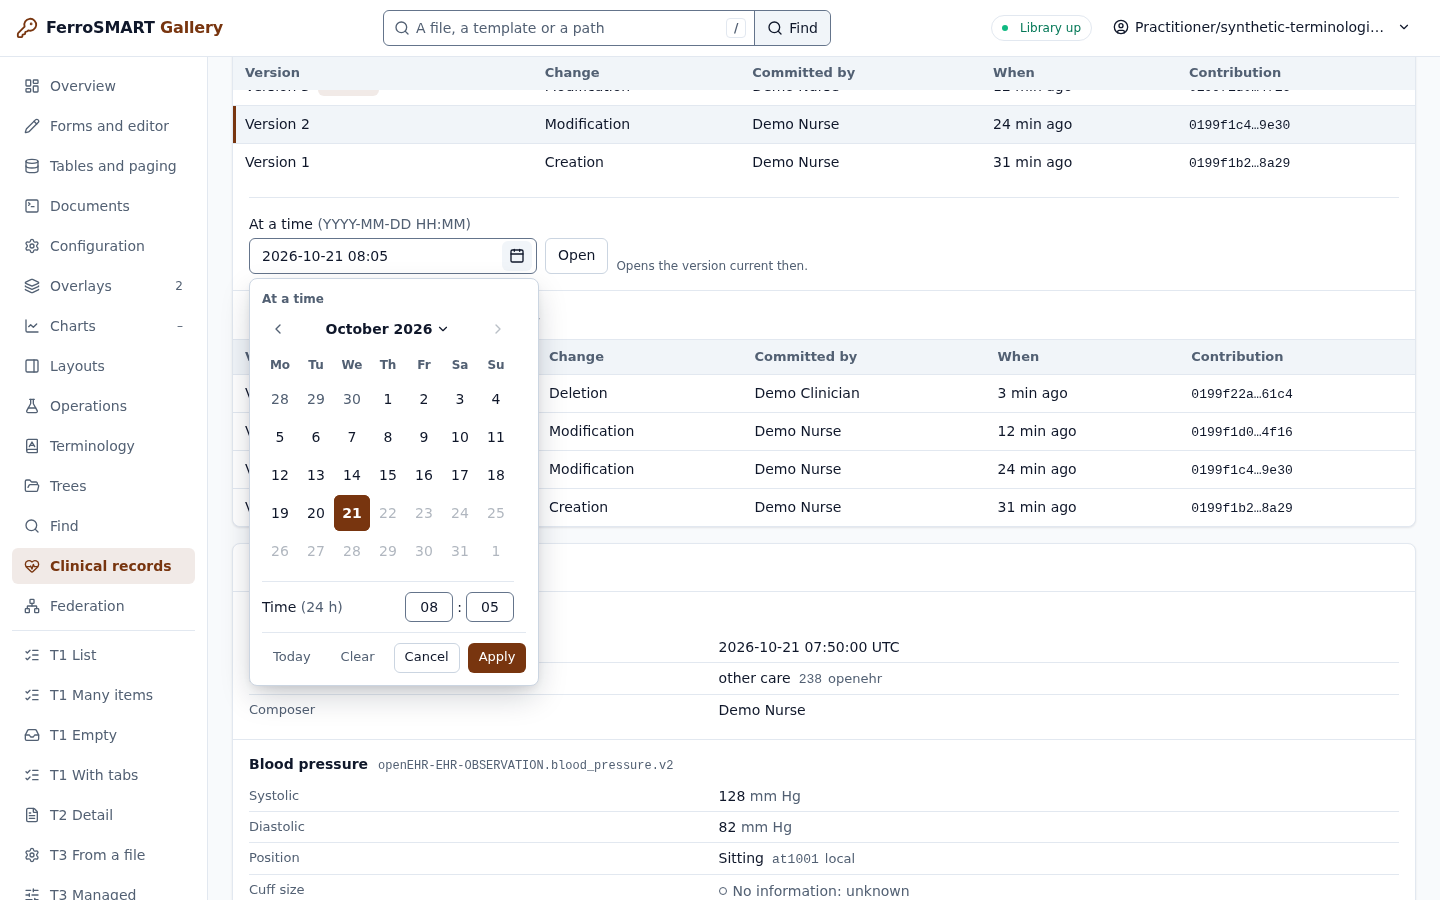 FerroSMART Gallery
A file, a template or a path
/
Find
Library up
Practitioner/synthetic-terminologi…
Overview
Forms and editor
Tables and paging
Documents
Configuration
Overlays 2
Charts –
Layouts
Operations
Terminology
Trees
Find
Clinical records
Federation
T1 List
T1 Many items
T1 Empty
T1 With tabs
T2 Detail
T3 From a file
T3 Managed
Version Change Committed by When Contribution
Version 2 Modification Demo Nurse 24 min ago 0199f1c4…9e30
Version 1 Creation Demo Nurse 31 min ago 0199f1b2…8a29
At a time (YYYY-MM-DD HH:MM)
2026-10-21 08:05
Open
Opens the version current then.
At a time
October 2026
Mo Tu We Th Fr Sa Su
28 29 30 1 2 3 4
5 6 7 8 9 10 11
12 13 14 15 16 17 18
19 20 21 22 23 24 25
26 27 28 29 30 31 1
Time (24 h) 08 : 05
Today Clear Cancel Apply
Change Committed by When Contribution
Deletion Demo Clinician 3 min ago 0199f22a…61c4
Modification Demo Nurse 12 min ago 0199f1d0…4f16
Modification Demo Nurse 24 min ago 0199f1c4…9e30
Creation Demo Nurse 31 min ago 0199f1b2…8a29
2026-10-21 07:50:00 UTC
other care 238 openehr
Composer Demo Nurse
Blood pressure openEHR-EHR-OBSERVATION.blood_pressure.v2
Systolic 128 mm Hg
Diastolic 82 mm Hg
Position Sitting at1001 local
Cuff size No information: unknown